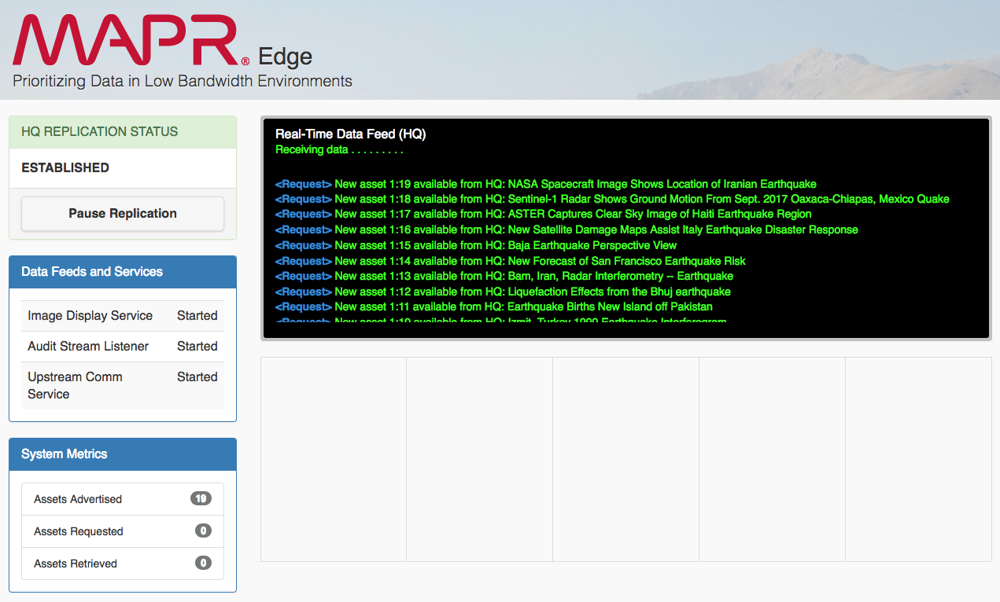 MAPR® Edge
Prioritizing Data in Low Bandwidth Environments
HQ REPLICATION STATUS
ESTABLISHED
Pause Replication
Data Feeds and Services
Image Display Service Started
Audit Stream Listener Started
Upstream Comm Started
Service
System Metrics
Assets Advertised 19
Assets Requested 0
Assets Retrieved 0
Real-Time Data Feed (HQ)
Receiving data . . . . . . . . .
<Request> New asset 1:19 available from HQ: NASA Spacecraft Image Shows Location of Iranian Earthquake
<Request> New asset 1:18 available from HQ: Sentinel-1 Radar Shows Ground Motion From Sept. 2017 Oaxaca-Chiapas, Mexico Quake
<Request> New asset 1:17 available from HQ: ASTER Captures Clear Sky Image of Haiti Earthquake Region
<Request> New asset 1:16 available from HQ: New Satellite Damage Maps Assist Italy Earthquake Disaster Response
<Request> New asset 1:15 available from HQ: Baja Earthquake Perspective View
<Request> New asset 1:14 available from HQ: New Forecast of San Francisco Earthquake Risk
<Request> New asset 1:13 available from HQ: Bam, Iran, Radar Interferometry -- Earthquake
<Request> New asset 1:12 available from HQ: Liquefaction Effects from the Bhuj earthquake
<Request> New asset 1:11 available from HQ: Earthquake Births New Island off Pakistan
<Request> New asset 1:10 available from HQ: Izmit, Turkey 1999 Earthquake Interferogram